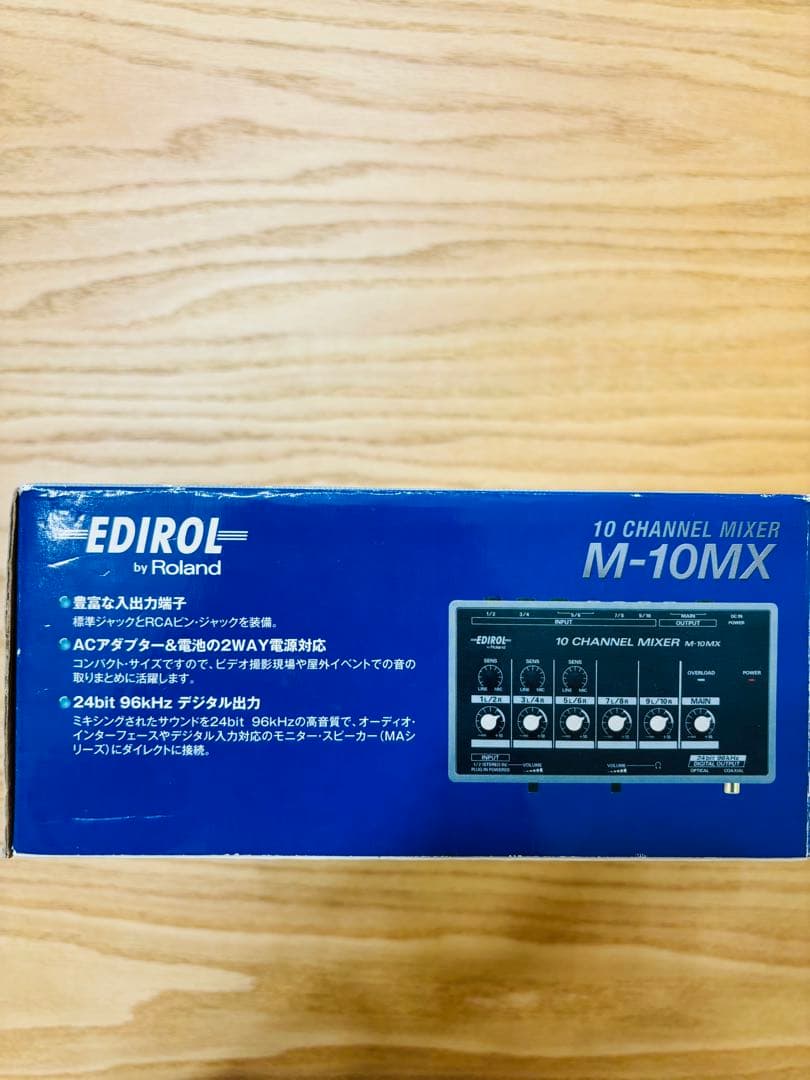 EDIROL
by Roland
10 CHANNEL MIXER
M-10MX
豊富な入出力端子
標準ジャックとRCAピン・ジャックを装備。
ACアダプター&電池の2WAY電源対応
コンパクト・サイズですので、ビデオ撮影現場や屋外イベントでの音の
取りまとめに活躍します。
24bit 96kHz デジタル出力
ミキシングされたサウンドを24bit 96kHzの高音質で、オーディオ・
インターフェースやデジタル入力対応のモニター・スピーカー(MAシ
リーズ)にダイレクトに接続。
1/2 3/4 5/6 7/8 9/10 MAIN DC IN
INPUT OUTPUT POWER
EDIROL
by Roland
10 CHANNEL MIXER M-10MX
SENS SENS SENS OVERLOAD POWER
LINE MIC LINE MIC LINE MIC
1L/2R 3L/4R 5L/6R 7L/8R 9L/10R MAIN
INPUT
1/2 (STEREO IN) VOLUME VOLUME
PLUG IN POWERED
24bit 96kHz
DIGITAL OUTPUT
OPTICAL COAXIAL